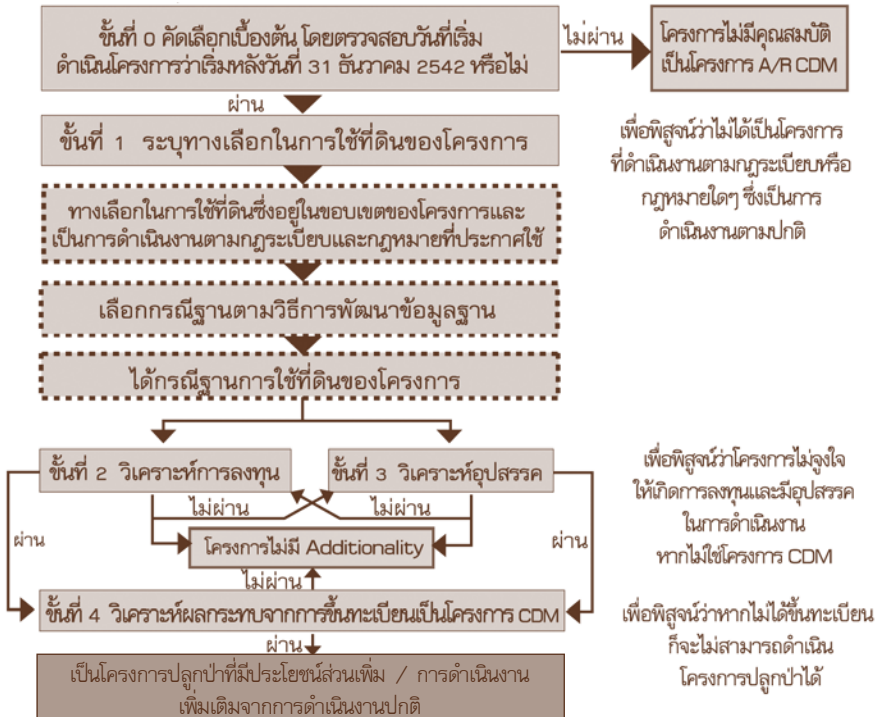 ขั้นที่ 0 คัดเลือกเบื้องต้น โดยตรวจสอบวันที่เริ่ม
ดำเนินโครงการว่าเริ่มหลังวันที่ 31 ธันวาคม 2542 หรือไม่
ไม่ผ่าน
โครงการไม่มีคุณสมบัติ
เป็นโครงการ A/R CDM
ผ่าน
ขั้นที่ 1 ระบุทางเลือกในการใช้ที่ดินของโครงการ
เพื่อพิสูจน์ว่าไม่ได้เป็นโครงการ
ที่ดำเนินงานตามกฎระเบียบหรือ
กฎหมายใดๆ ซึ่งเป็นการ
ดำเนินงานตามปกติ
ทางเลือกในการใช้ที่ดินซึ่งอยู่ในขอบเขตของโครงการและ
เป็นการดำเนินงานตามกฎระเบียบและกฎหมายที่ประกาศใช้
เลือกกรณีฐานตามวิธีการพัฒนาข้อมูลฐาน
ได้กรณีฐานการใช้ที่ดินของโครงการ
ขั้นที่ 2 วิเคราะห์การลงทุน
ขั้นที่ 3 วิเคราะห์อุปสรรค
เพื่อพิสูจน์ว่าโครงการไม่จูงใจ
ให้เกิดการลงทุนและมีอุปสรรค
ในการดำเนินงาน
หากไม่ใช่โครงการ CDM
ไม่ผ่าน
ไม่ผ่าน
ผ่าน
โครงการไม่มี Additionality
ผ่าน
ไม่ผ่าน
ขั้นที่ 4 วิเคราะห์ผลกระทบจากการขึ้นทะเบียนเป็นโครงการ CDM
เพื่อพิสูจน์ว่าหากไม่ได้ขึ้นทะเบียน
ก็จะไม่สามารถดำเนิน
โครงการปลูกป่าได้
ผ่าน
เป็นโครงการปลูกป่าที่มีประโยชน์ส่วนเพิ่ม / การดำเนินงาน
เพิ่มเติมจากการดำเนินงานปกติ